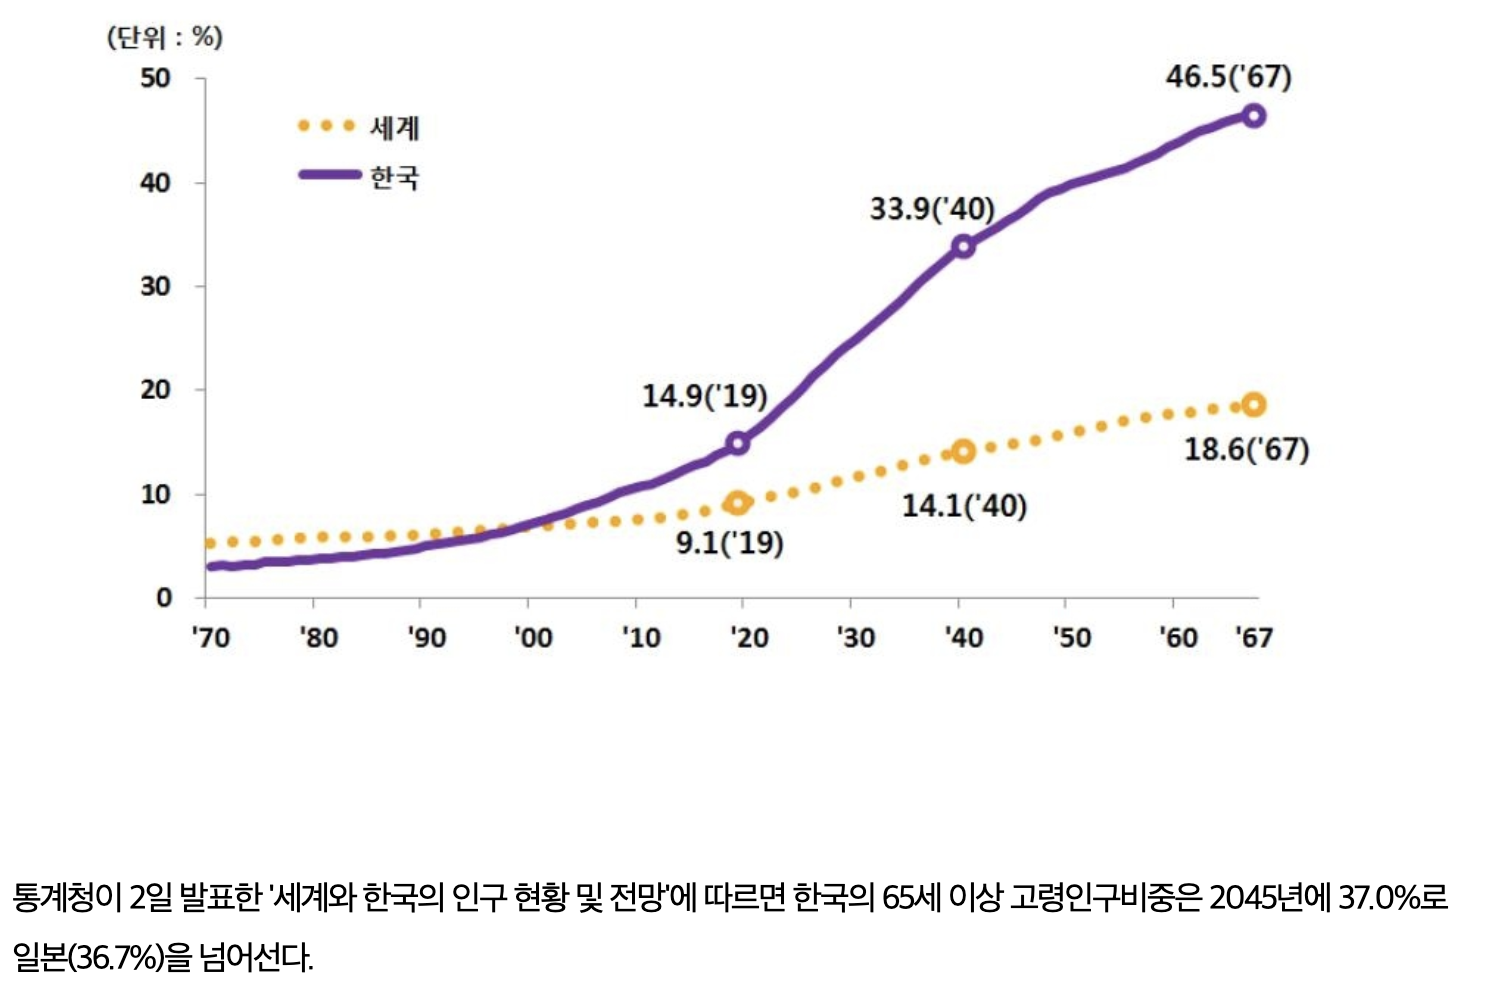 (단위 : %)
50
46.5('67)
세계
한국
40
33.9('40)
30
14.9('19)
20
18.6('67)
10
14.1('40)
9.1('19)
0
'70 '80 '90 '00 '10 '20 '30 '40 '50 '60 '67
통계청이 2일 발표한 '세계와 한국의 인구 현황 및 전망'에 따르면 한국의 65세 이상 고령인구비중은 2045년에 37.0%로
일본(36.7%)을 넘어선다.